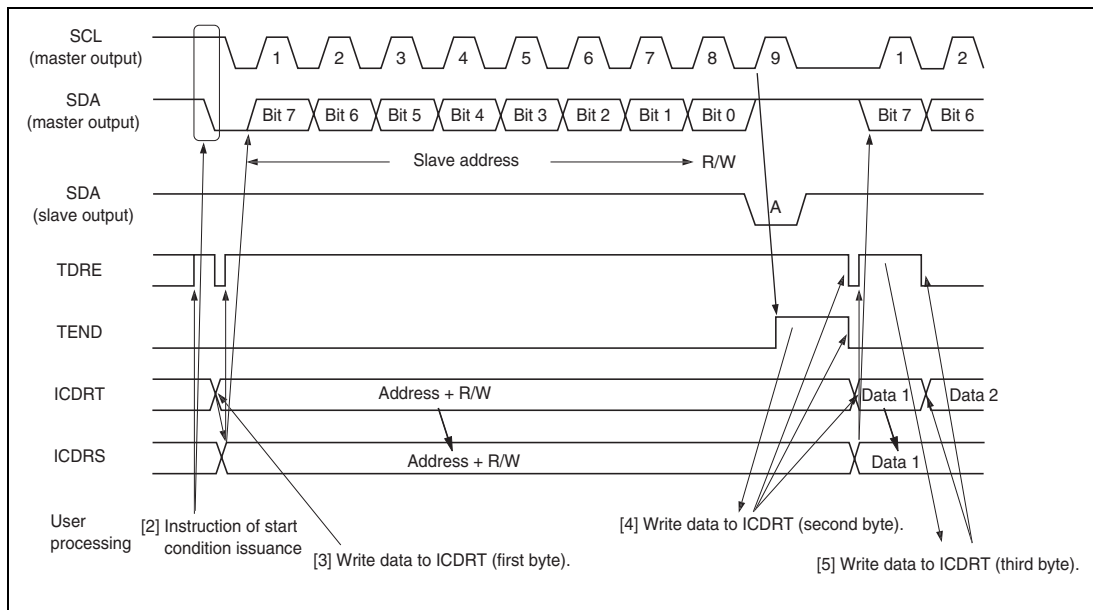 SCL
(master output)
1 2 3 4 5 6 7 8 9 1 2
SDA
(master output)
Bit 7 Bit 6 Bit 5 Bit 4 Bit 3 Bit 2 Bit 1 Bit 0 Bit 7 Bit 6
Slave address R/W
SDA
(slave output)
A
TDRE
TEND
ICDRT
Address + R/W Data 1 Data 2
ICDRS
Address + R/W Data 1
User
processing
[2] Instruction of start
condition issuance
[3] Write data to ICDRT (first byte).
[4] Write data to ICDRT (second byte).
[5] Write data to ICDRT (third byte).